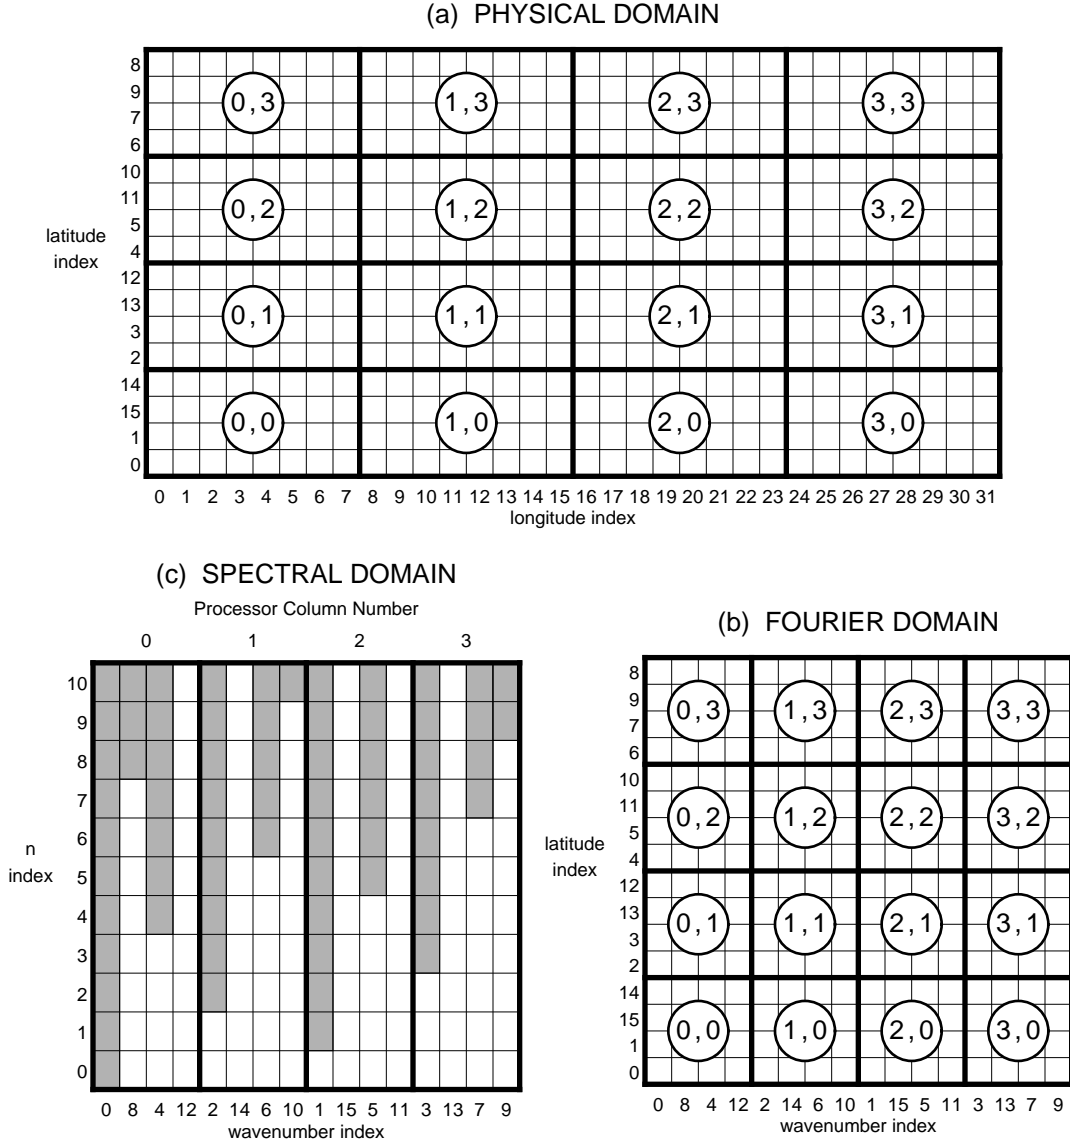 (a) PHYSICAL DOMAIN
8
9
7
6
10
11
5
4
12
13
3
2
14
15
1
0
latitude
index
0,3 1,3 2,3 3,3
0,2 1,2 2,2 3,2
0,1 1,1 2,1 3,1
0,0 1,0 2,0 3,0
0 1 2 3 4 5 6 7 8 9 10 11 12 13 14 15 16 17 18 19 20 21 22 23 24 25 26 27 28 29 30 31
longitude index
(c) SPECTRAL DOMAIN
Processor Column Number
0 1 2 3
10
9
8
7
6
5
4
3
2
1
0
n
index
0 8 4 12 2 14 6 10 1 15 5 11 3 13 7 9
wavenumber index
(b) FOURIER DOMAIN
8
9
7
6
10
11
5
4
12
13
3
2
14
15
1
0
latitude
index
0,3 1,3 2,3 3,3
0,2 1,2 2,2 3,2
0,1 1,1 2,1 3,1
0,0 1,0 2,0 3,0
0 8 4 12 2 14 6 10 1 15 5 11 3 13 7 9
wavenumber index